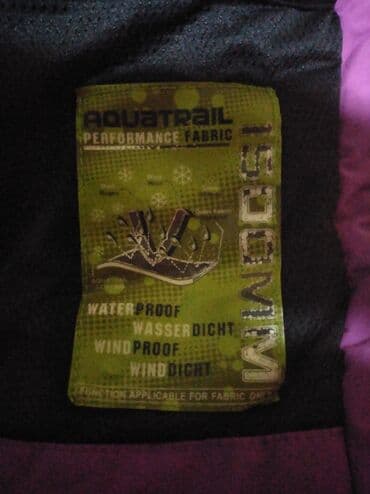 AQUATRAIL
PERFORMANCE FABRIC
1500MM
WATERPROOF
WASSERDICHT
WINDPROOF
WINDDICHT
FUNCTION APPLICABLE FOR FABRIC ONLY